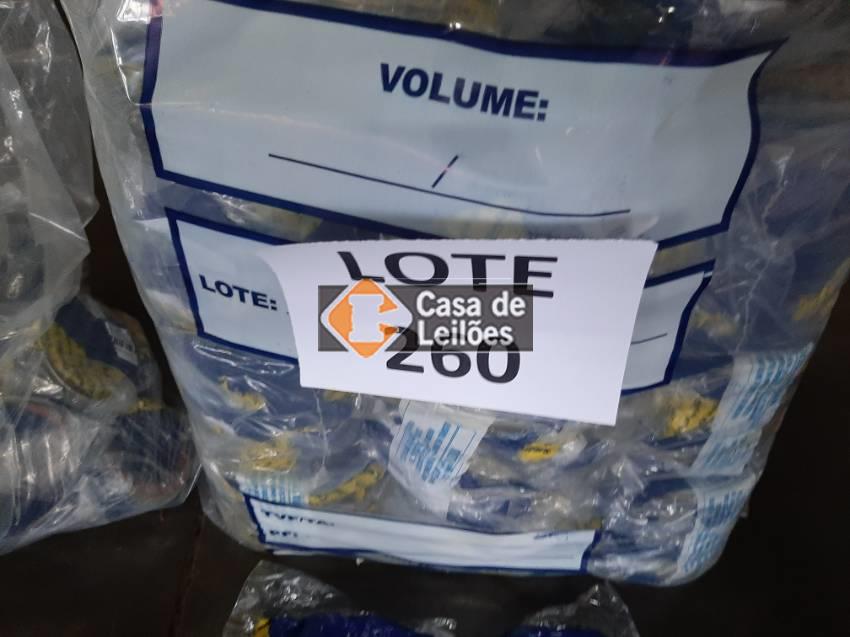 VOLUME:
/
LOTE:
LOTE
Casa de
Leilões
260